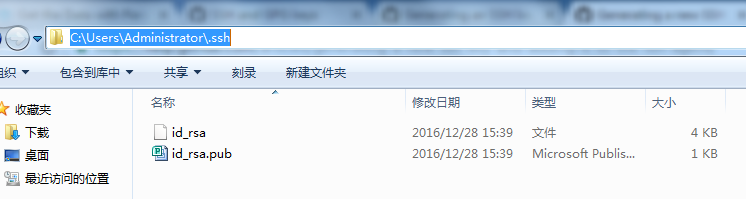 C:\Users\Administrator\.ssh
组织 包含到库中 共享 刻录 新建文件夹
收藏夹
下载
桌面
最近访问的位置
名称 修改日期 类型 大小
id_rsa 2016/12/28 15:39 文件 4 KB
id_rsa.pub 2016/12/28 15:39 Microsoft Publis... 1 KB